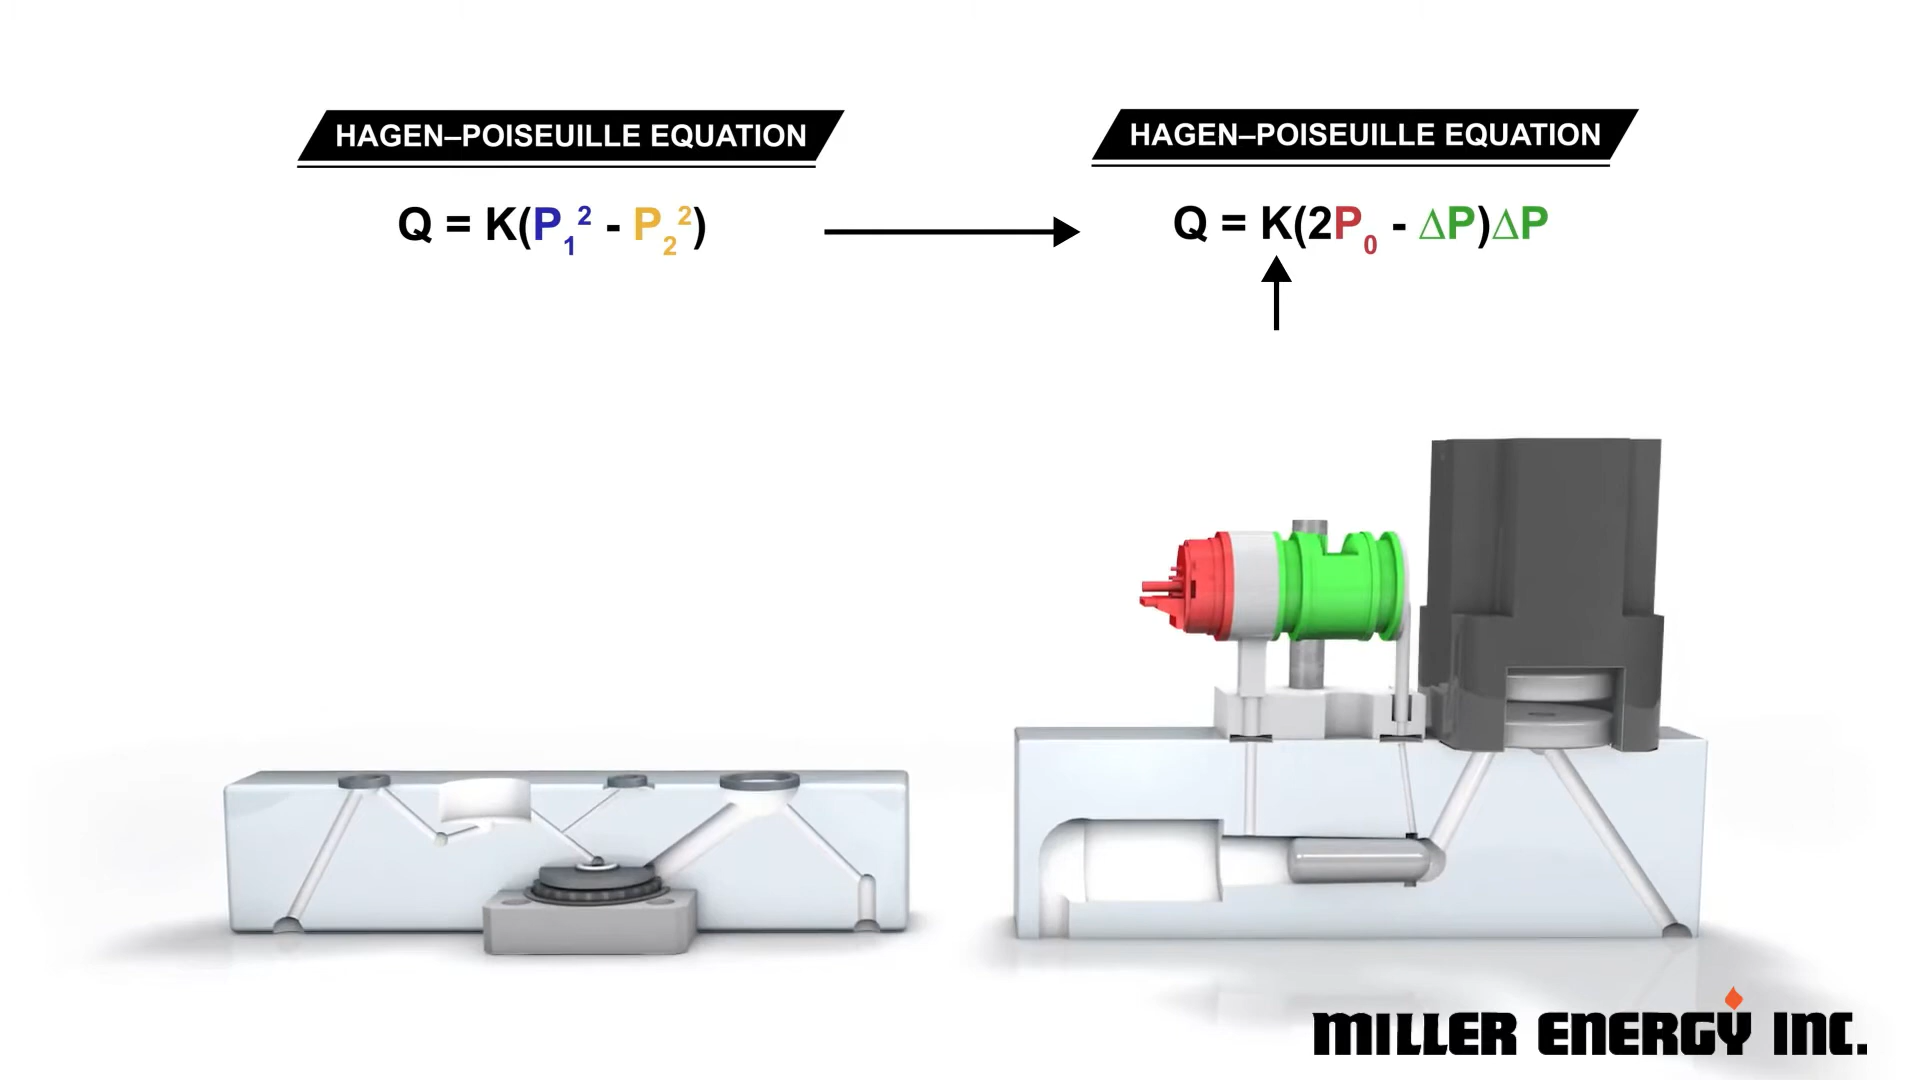 HAGEN–POISEUILLE EQUATION
Q = K(P₁² - P₂²)
HAGEN–POISEUILLE EQUATION
Q = K(2P₀ - ΔP)ΔP
MILLER ENERGY INC.